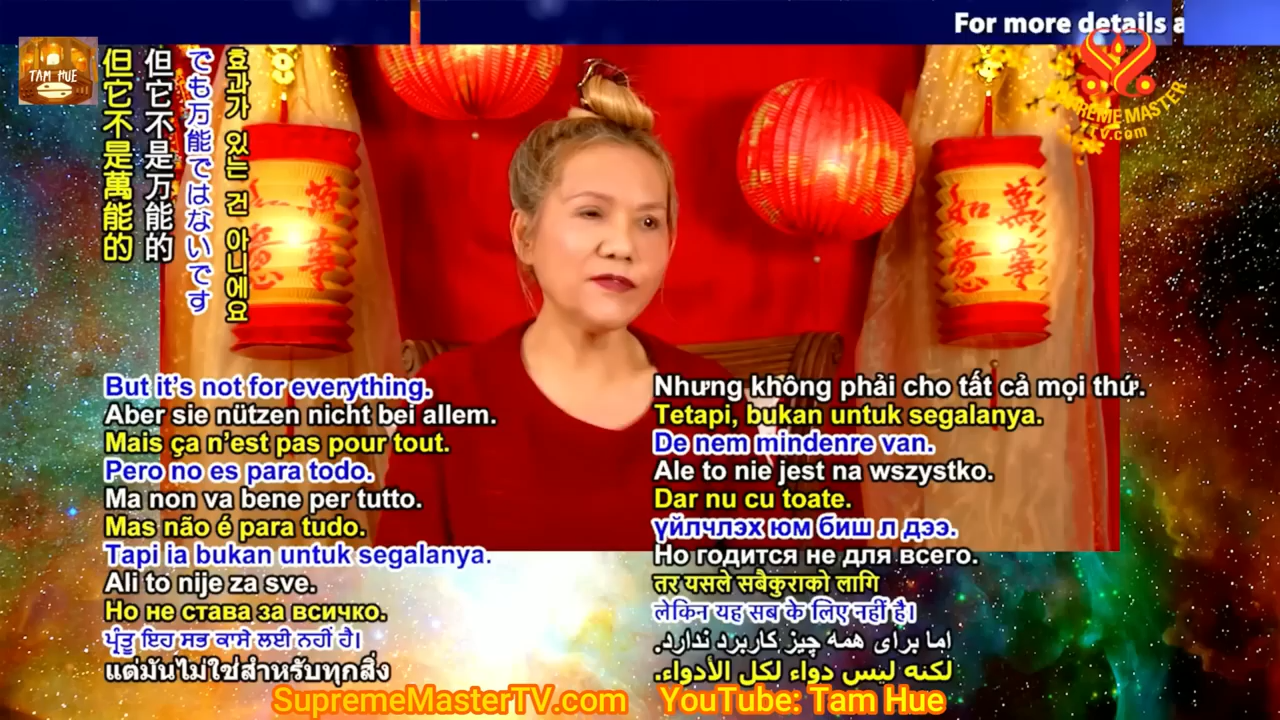 For more details a
TAM HUE
SUPREME MASTER
TV.com
但它不是萬能的
但它不是万能的
でも万能ではないです
효과가 있는 건 아니에요
萬事
如意
萬事
如意
But it's not for everything.
Aber sie nützen nicht bei allem.
Mais ça n'est pas pour tout.
Pero no es para todo.
Ma non va bene per tutto.
Mas não é para tudo.
Tapi ia bukan untuk segalanya.
Ali to nije za sve.
Но не става за всичко.
ਪ੍ਰੰਤੂ ਇਹ ਸਭ ਕਾਸੇ ਲਈ ਨਹੀਂ ਹੈ।
แต่มันไม่ใช่สำหรับทุกสิ่ง
Nhưng không phải cho tất cả mọi thứ.
Tetapi, bukan untuk segalanya.
De nem mindenre van.
Ale to nie jest na wszystko.
Dar nu cu toate.
үйлчлэх юм биш л дээ.
Но годится не для всего.
तर यसले सबैकुराको लागि
लेकिन यह सब के लिए नहीं है।
اما برای همه چیز کاربرد ندارد.
لكنه ليس دواء لكل الأدواء.
SupremeMasterTV.com YouTube: Tam Hue